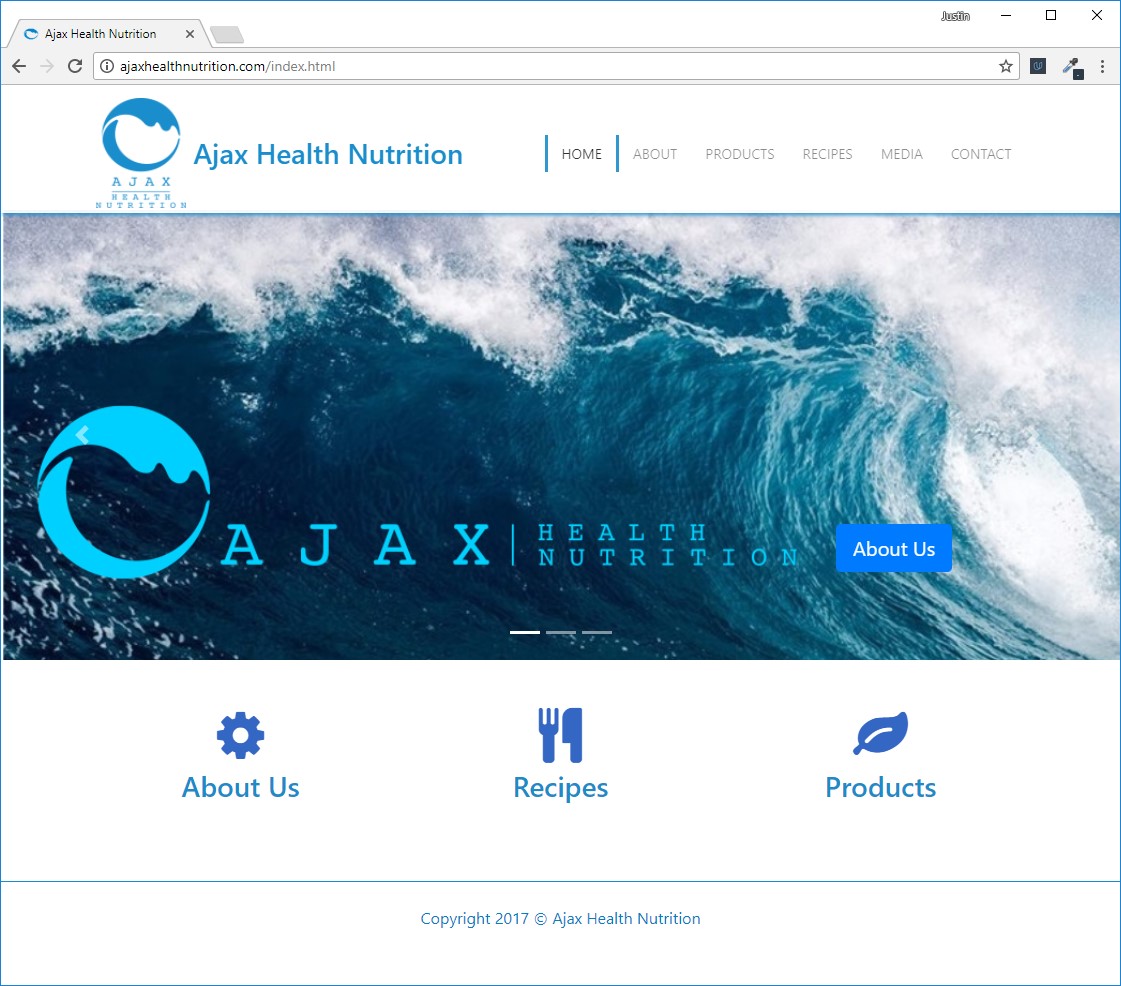 Justin
Ajax Health Nutrition
ajaxhealthnutrition.com/index.html
AJAX
HEALTH
NUTRITION
Ajax Health Nutrition
HOME ABOUT PRODUCTS RECIPES MEDIA CONTACT
AJAX
HEALTH
NUTRITION
About Us
About Us
Recipes
Products
Copyright 2017 © Ajax Health Nutrition